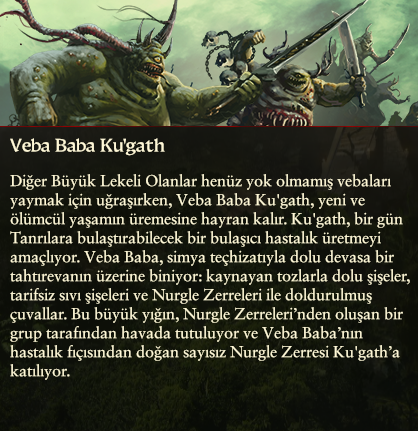 Veba Baba Ku'gath
Diğer Büyük Lekeli Olanlar henüz yok olmamış vebaları
yaymak için uğraşırken, Veba Baba Ku'gath, yeni ve
ölümcül yaşamın üremesine hayran kalır. Ku'gath, bir gün
Tanrılara bulaştırabilecek bir bulaşıcı hastalık üretmeyi
amaçlıyor. Veba Baba, simya teçhizatıyla dolu devasa bir
tahtırevanın üzerine biniyor: kaynayan tozlarla dolu şişeler,
tarifsiz sıvı şişeleri ve Nurgle Zerreleri ile doldurulmuş
çuvallar. Bu büyük yığın, Nurgle Zerreleri’nden oluşan bir
grup tarafından havada tutuluyor ve Veba Baba’nın
hastalık fıçısından doğan sayısız Nurgle Zerresi Ku'gath’a
katılıyor.